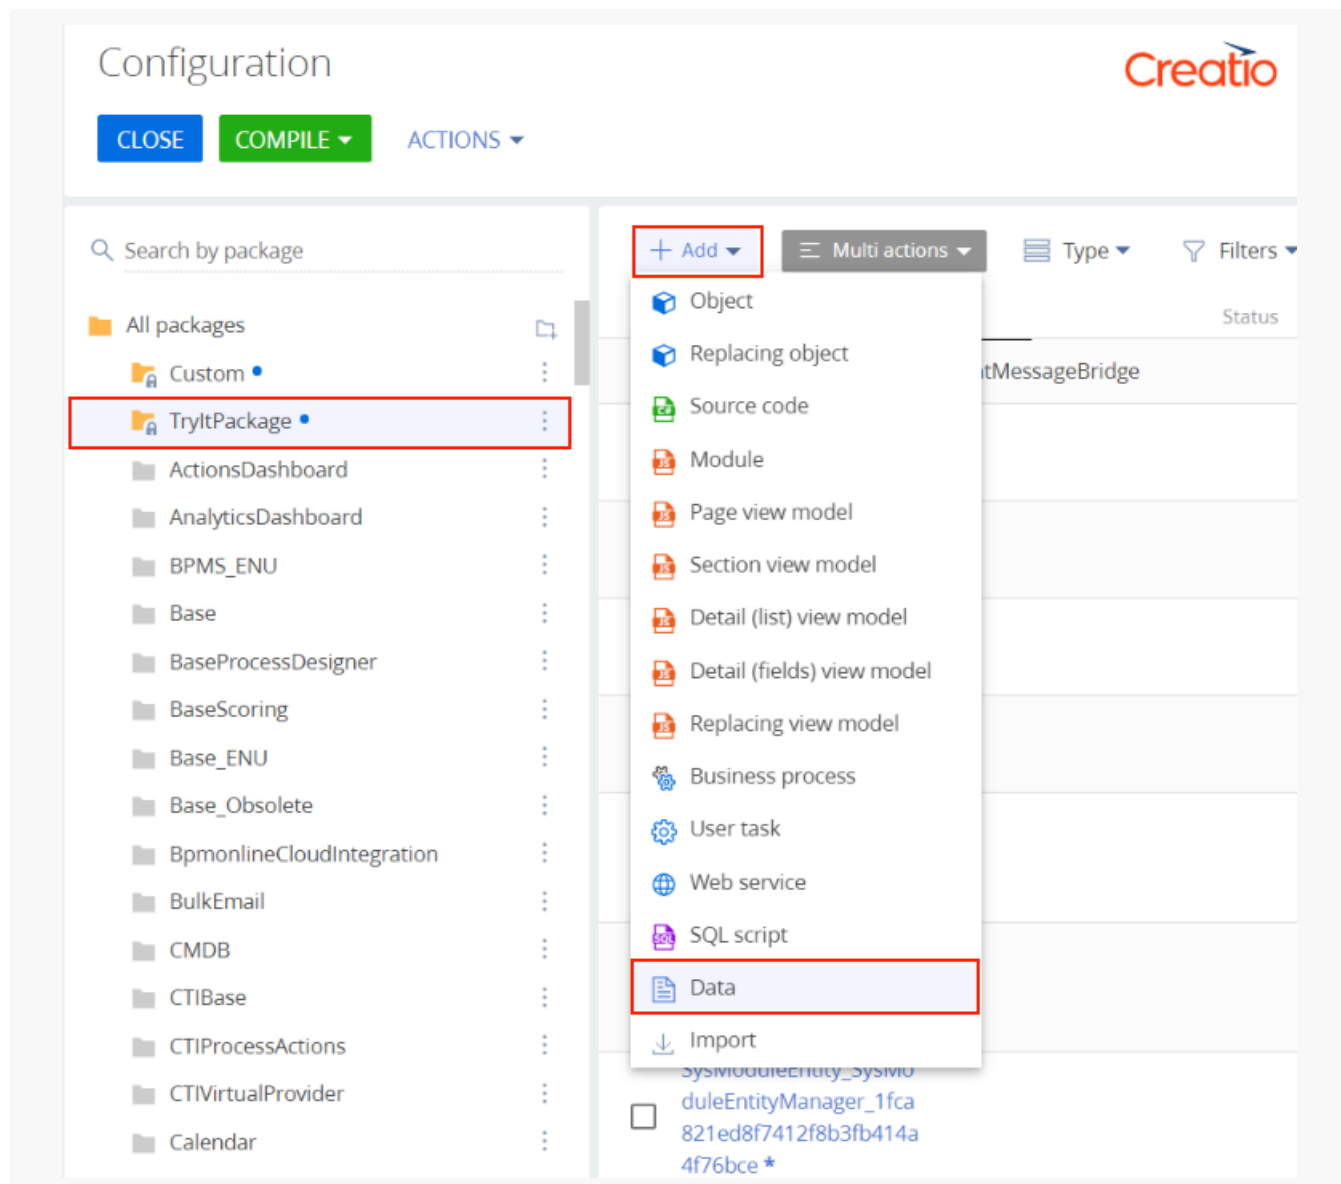 Configuration
Creatio
CLOSE
COMPILE
ACTIONS
Search by package
All packages
Custom
TryItPackage
ActionsDashboard
AnalyticsDashboard
BPMS_ENU
Base
BaseProcessDesigner
BaseScoring
Base_ENU
Base_Obsolete
BpmonlineCloudIntegration
BulkEmail
CMDB
CTIBase
CTIProcessActions
CTIVirtualProvider
Calendar
+ Add
Multi actions
Type
Filters
Status
Object
Replacing object
Source code
Module
Page view model
Section view model
Detail (list) view model
Detail (fields) view model
Replacing view model
Business process
User task
Web service
SQL script
Data
Import
ntMessageBridge
SysModuleEntity_SysMo
duleEntityManager_1fca
821ed8f7412f8b3fb414a
4f76bce *